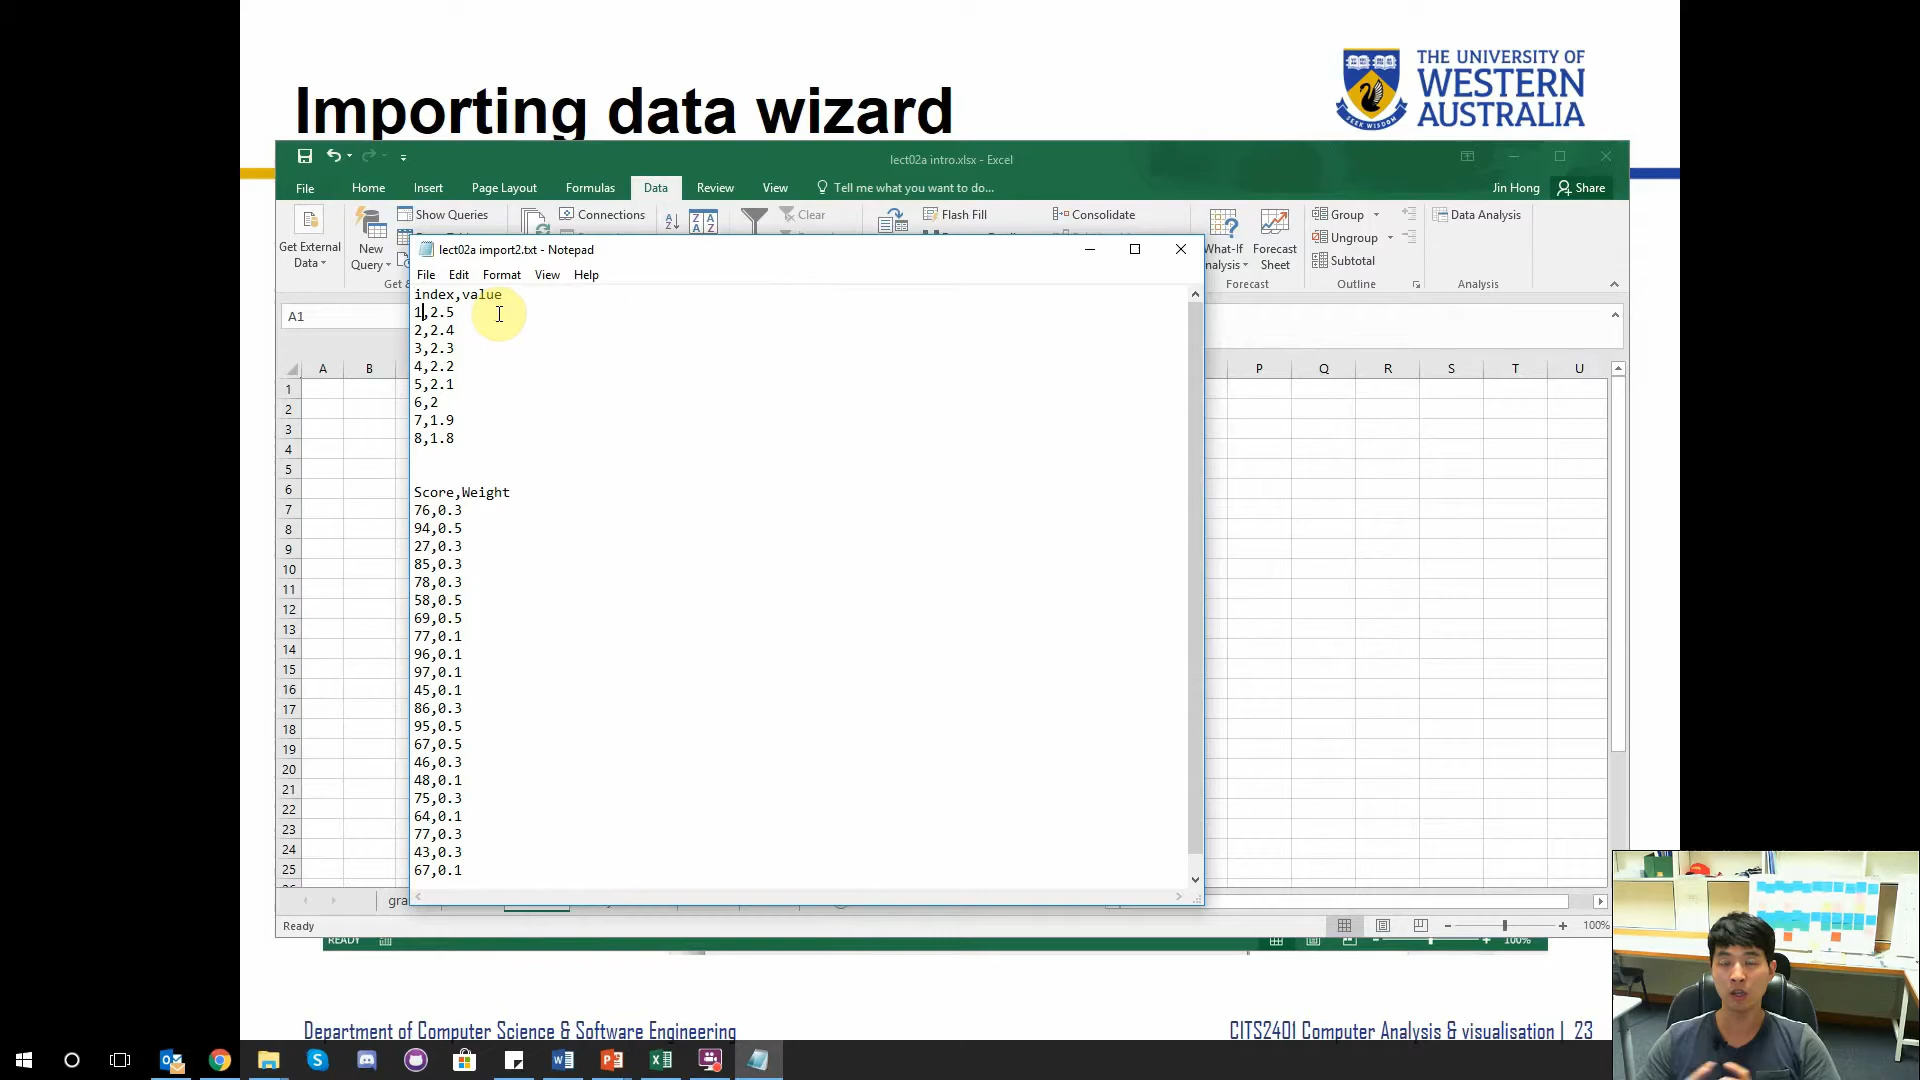 Importing data wizard
THE UNIVERSITY OF
WESTERN
AUSTRALIA
SEEK WISDOM
lect02a intro.xlsx - Excel
File Home Insert Page Layout Formulas Data Review View Tell me what you want to do... Jin Hong Share
Show Queries Connections Clear Flash Fill Consolidate Group Data Analysis
Get External
Data
New
Query
What-If
Analysis
Forecast
Sheet
Ungroup
Subtotal
Get &
Forecast Outline Analysis
lect02a import2.txt - Notepad
File Edit Format View Help
A1
A B P Q R S T U
1
2
3
4
5
6
7
8
9
10
11
12
13
14
15
16
17
18
19
20
21
22
23
24
25
index,value
1,2.5
2,2.4
3,2.3
4,2.2
5,2.1
6,2
7,1.9
8,1.8
Score,Weight
76,0.3
94,0.5
27,0.3
85,0.3
78,0.3
58,0.5
69,0.5
77,0.1
96,0.1
97,0.1
45,0.1
86,0.3
95,0.5
67,0.5
46,0.3
48,0.1
75,0.3
64,0.1
77,0.3
43,0.3
67,0.1
gra
Ready 100%
READY 100%
Department of Computer Science & Software Engineering
CITS2401 Computer Analysis & visualisation | 23